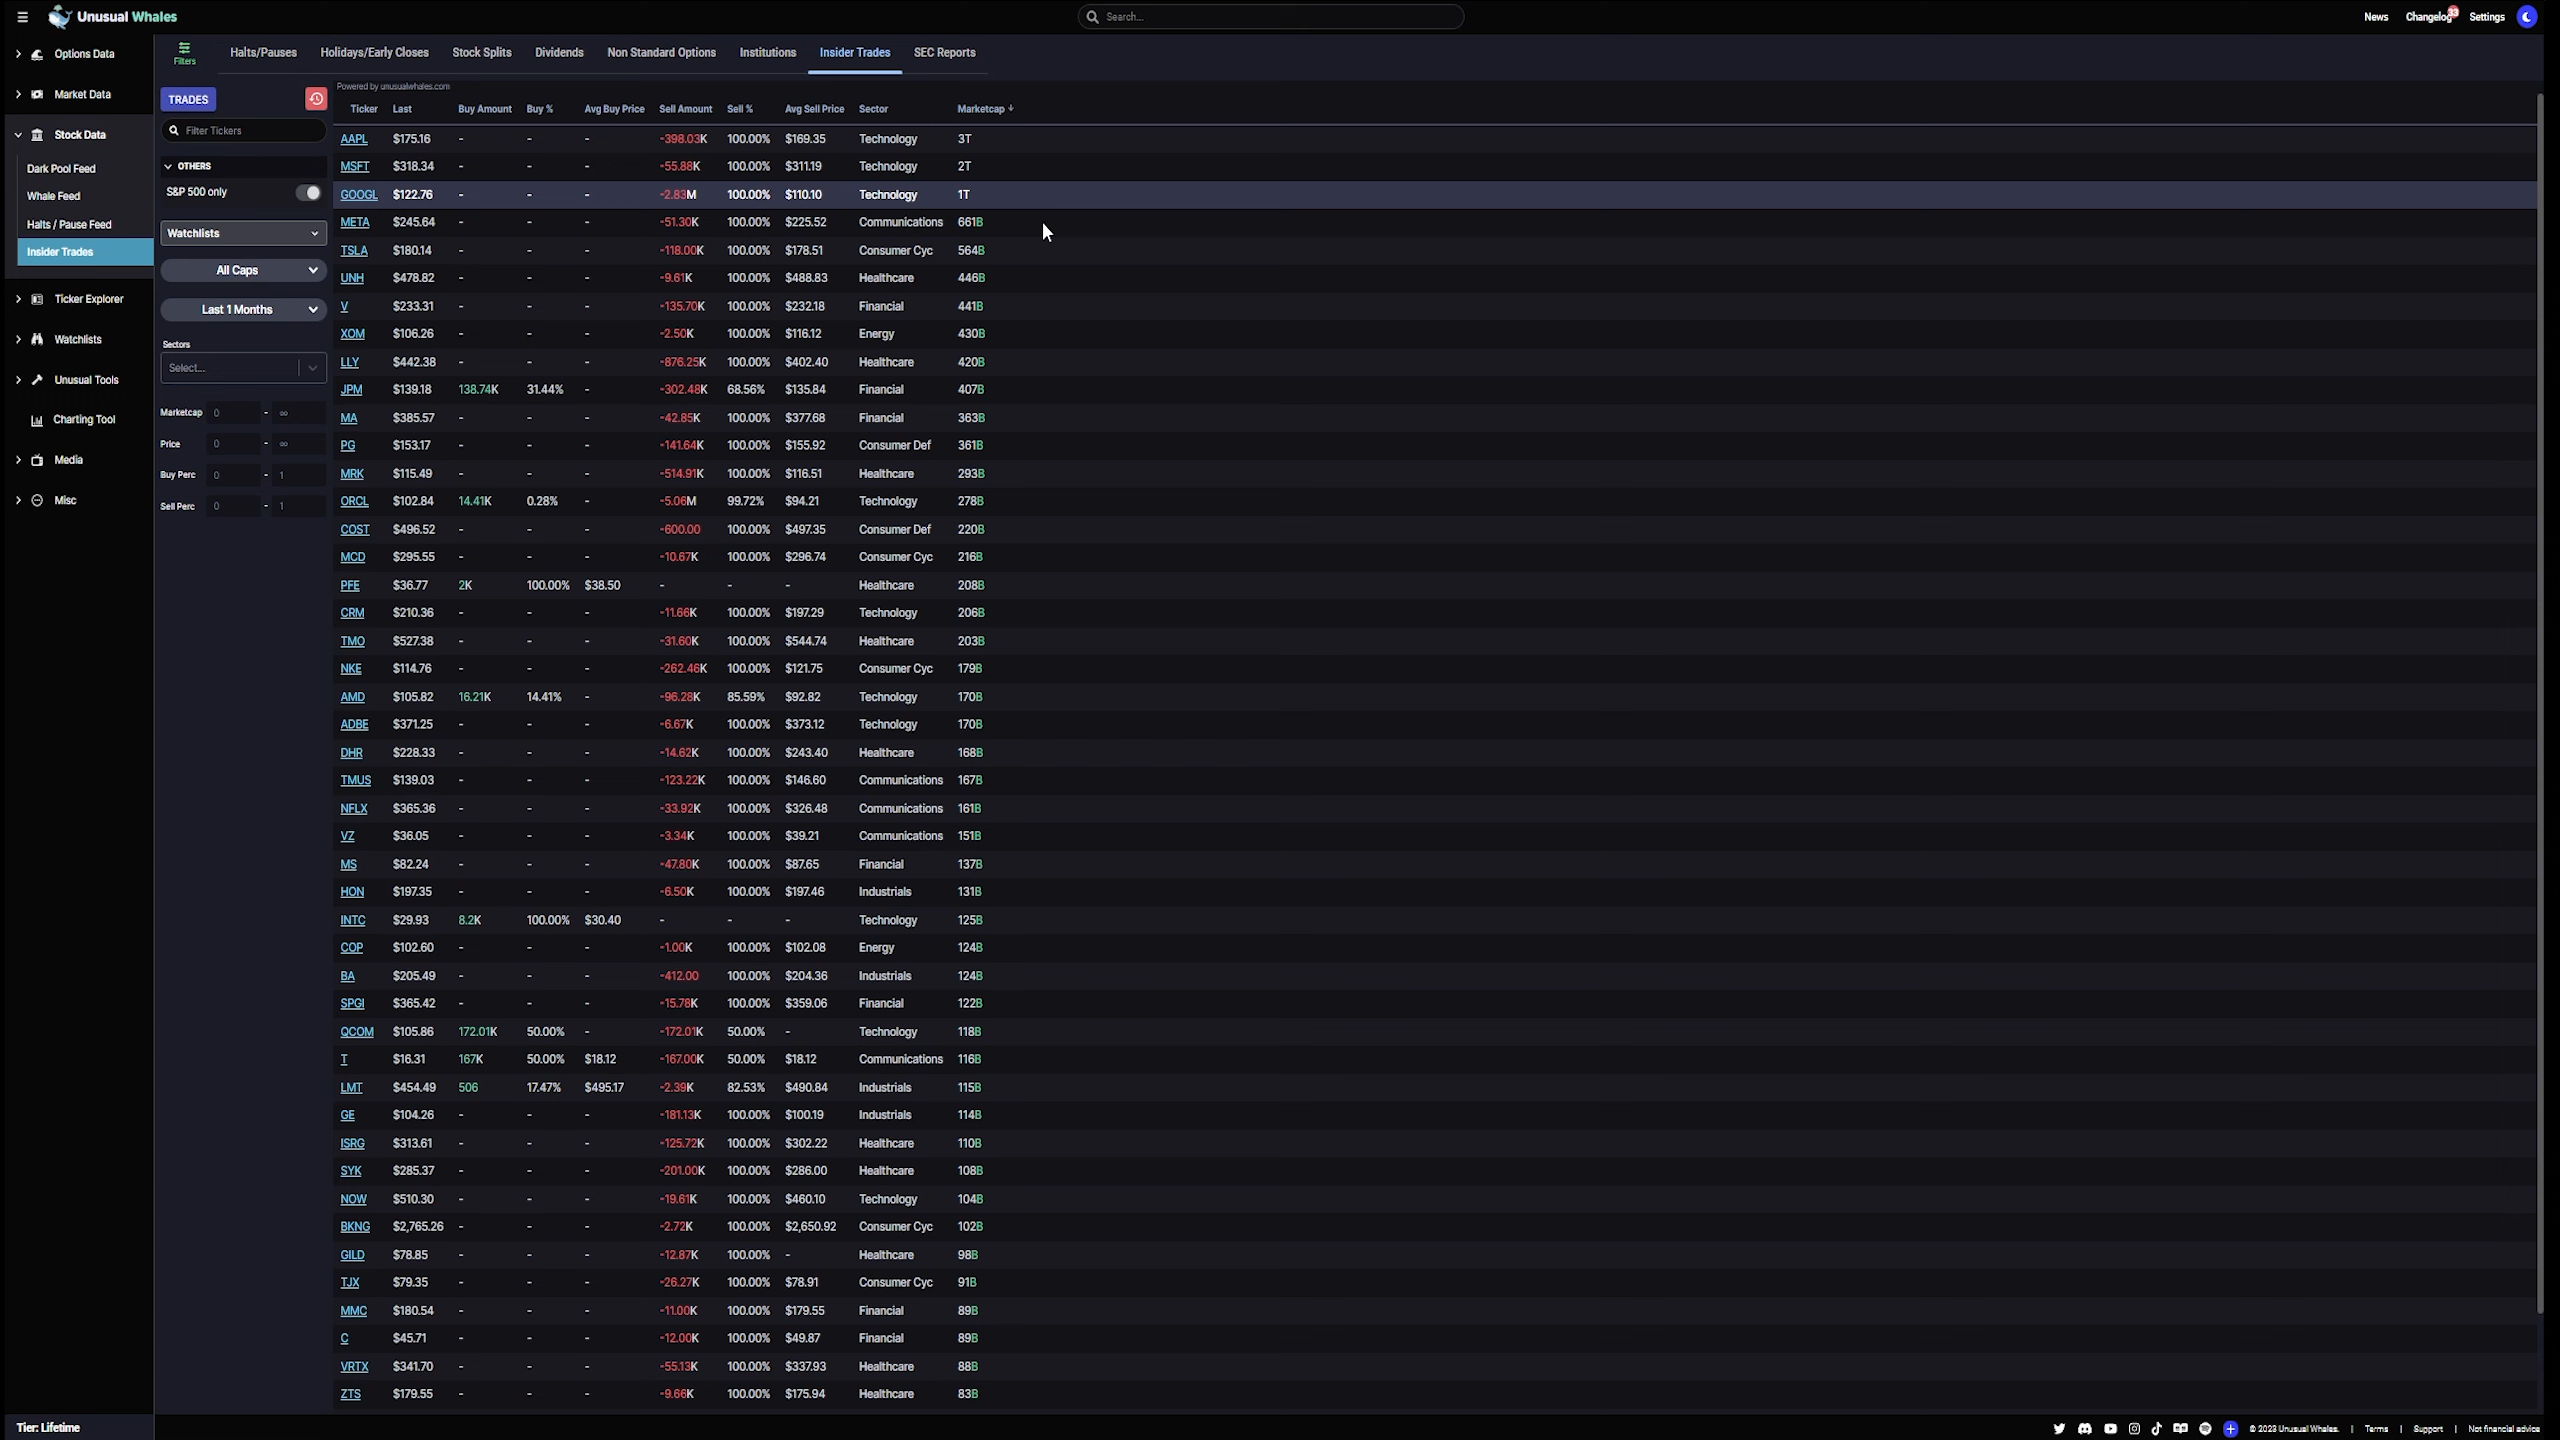 Unusual Whales
Search...
News Changelog 33 Settings
Options Data
Market Data
Stock Data
Dark Pool Feed
Whale Feed
Halts / Pause Feed
Insider Trades
Ticker Explorer
Watchlists
Unusual Tools
Charting Tool
Media
Misc
Filters
Halts/Pauses Holidays/Early Closes Stock Splits Dividends Non Standard Options Institutions Insider Trades SEC Reports
TRADES
Filter Tickers
OTHERS
S&P 500 only
Watchlists
All Caps
Last 1 Months
Sectors
Select...
Marketcap 0 - ∞
Price 0 - ∞
Buy Perc 0 - 1
Sell Perc 0 - 1
Powered by unusualwhales.com
Ticker Last Buy Amount Buy % Avg Buy Price Sell Amount Sell % Avg Sell Price Sector Marketcap ↓
AAPL $175.16 - - - -398.03K 100.00% $169.35 Technology 3T
MSFT $318.34 - - - -55.88K 100.00% $311.19 Technology 2T
GOOGL $122.76 - - - -2.83M 100.00% $110.10 Technology 1T
META $245.64 - - - -51.30K 100.00% $225.52 Communications 661B
TSLA $180.14 - - - -118.00K 100.00% $178.51 Consumer Cyc 564B
UNH $478.82 - - - -9.61K 100.00% $488.83 Healthcare 446B
V $233.31 - - - -135.70K 100.00% $232.18 Financial 441B
XOM $106.26 - - - -2.50K 100.00% $116.12 Energy 430B
LLY $442.38 - - - -876.25K 100.00% $402.40 Healthcare 420B
JPM $139.18 138.74K 31.44% - -302.48K 68.56% $135.84 Financial 407B
MA $385.57 - - - -42.85K 100.00% $377.68 Financial 363B
PG $153.17 - - - -141.64K 100.00% $155.92 Consumer Def 361B
MRK $115.49 - - - -514.91K 100.00% $116.51 Healthcare 293B
ORCL $102.84 14.41K 0.28% - -5.06M 99.72% $94.21 Technology 278B
COST $496.52 - - - -600.00 100.00% $497.35 Consumer Def 220B
MCD $295.55 - - - -10.67K 100.00% $296.74 Consumer Cyc 216B
PFE $36.77 2K 100.00% $38.50 - - - Healthcare 208B
CRM $210.36 - - - -11.66K 100.00% $197.29 Technology 206B
TMO $527.38 - - - -31.60K 100.00% $544.74 Healthcare 203B
NKE $114.76 - - - -262.46K 100.00% $121.75 Consumer Cyc 179B
AMD $105.82 16.21K 14.41% - -96.28K 85.59% $92.82 Technology 170B
ADBE $371.25 - - - -6.67K 100.00% $373.12 Technology 170B
DHR $228.33 - - - -14.62K 100.00% $243.40 Healthcare 168B
TMUS $139.03 - - - -123.22K 100.00% $146.60 Communications 167B
NFLX $365.36 - - - -33.92K 100.00% $326.48 Communications 161B
VZ $36.05 - - - -3.34K 100.00% $39.21 Communications 151B
MS $82.24 - - - -47.80K 100.00% $87.65 Financial 137B
HON $197.35 - - - -6.50K 100.00% $197.46 Industrials 131B
INTC $29.93 8.2K 100.00% $30.40 - - - Technology 125B
COP $102.60 - - - -1.00K 100.00% $102.08 Energy 124B
BA $205.49 - - - -412.00 100.00% $204.36 Industrials 124B
SPGI $365.42 - - - -15.78K 100.00% $359.06 Financial 122B
QCOM $105.86 172.01K 50.00% - -172.01K 50.00% - Technology 118B
T $16.31 167K 50.00% $18.12 -167.00K 50.00% $18.12 Communications 116B
LMT $454.49 506 17.47% $495.17 -2.39K 82.53% $490.84 Industrials 115B
GE $104.26 - - - -181.13K 100.00% $100.19 Industrials 114B
ISRG $313.61 - - - -125.72K 100.00% $302.22 Healthcare 110B
SYK $285.37 - - - -201.00K 100.00% $286.00 Healthcare 108B
NOW $510.30 - - - -19.61K 100.00% $460.10 Technology 104B
BKNG $2,765.26 - - - -2.72K 100.00% $2,650.92 Consumer Cyc 102B
GILD $78.85 - - - -12.87K 100.00% - Healthcare 98B
TJX $79.35 - - - -26.27K 100.00% $78.91 Consumer Cyc 91B
MMC $180.54 - - - -11.00K 100.00% $179.55 Financial 89B
C $45.71 - - - -12.00K 100.00% $49.87 Financial 89B
VRTX $341.70 - - - -55.13K 100.00% $337.93 Healthcare 88B
ZTS $179.55 - - - -9.66K 100.00% $175.94 Healthcare 83B
Tier: Lifetime
© 2023 Unusual Whales. | Terms | Support | Not financial advice